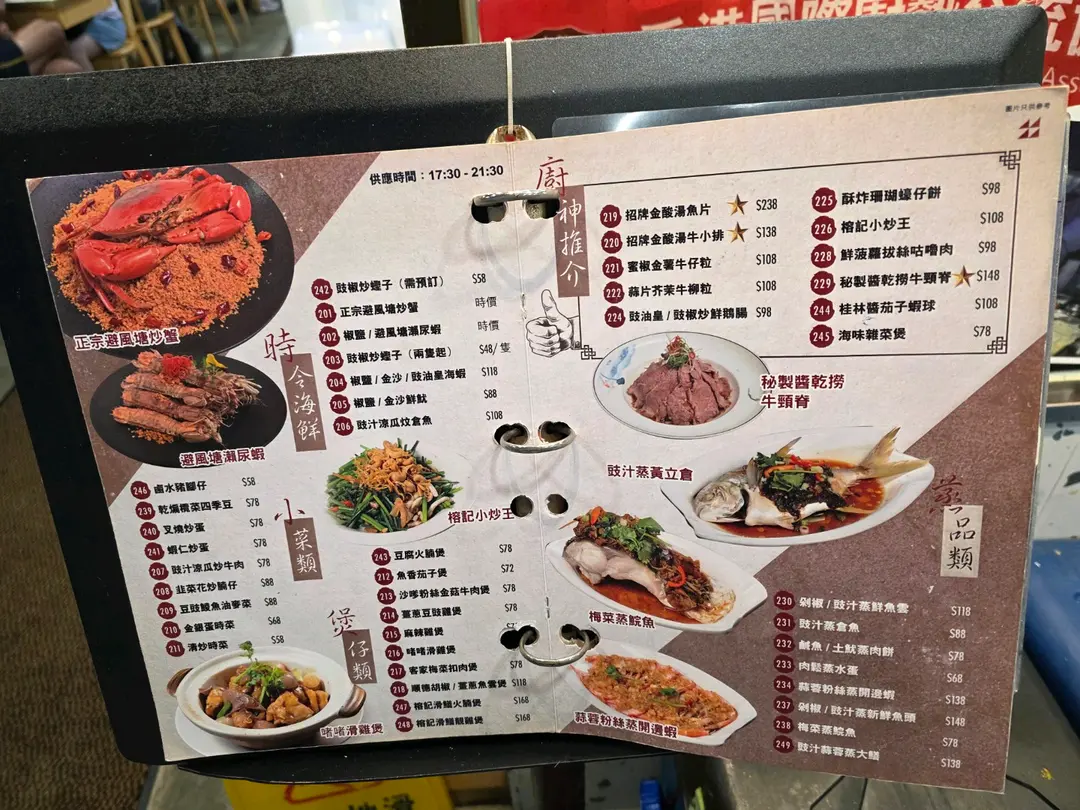 香港國際廚藝
Ass
圖片只供參考
供應時間：17:30 - 21:30
正宗避風塘炒蟹
避風塘瀨尿蝦
時令海鮮
242 豉椒炒蟶子（需預訂） $58
201 正宗避風塘炒蟹 時價
202 椒鹽 / 避風塘瀨尿蝦 時價
203 豉椒炒蟶子（兩隻起） $48/隻
204 椒鹽 / 金沙 / 豉油皇海蝦 $118
205 椒鹽 / 金沙鮮魷 $88
206 豉汁涼瓜炆倉魚 $108
小菜類
246 鹵水豬腳仔 $58
239 乾煸欖菜四季豆 $78
240 叉燒炒蛋 $78
241 蝦仁炒蛋 $78
207 豉汁涼瓜炒牛肉 $78
208 韭菜花炒腩仔 $88
209 豆豉鯪魚油麥菜 $88
210 金銀蛋時菜 $68
211 清炒時菜 $58
榕記小炒王
煲仔類
243 豆腐火腩煲 $78
212 魚香茄子煲 $72
213 沙嗲粉絲金菇牛肉煲 $78
214 薑蔥豆豉雞煲 $78
215 麻辣雞煲
216 啫啫滑雞煲
217 客家梅菜扣肉煲 $78
218 順德胡椒 / 薑蔥魚雲煲 $118
247 榕記滑鱔火腩煲 $168
248 榕記滑鱔靚雞煲 $168
啫啫滑雞煲
廚神推介
219 招牌金酸湯魚片 $238
220 招牌金酸湯牛小排 $138
221 蜜椒金薯牛仔粒 $108
222 蒜片芥茉牛柳粒 $108
224 豉油皇 / 豉椒炒鮮鵝腸 $98
225 酥炸珊瑚蠔仔餅 $98
226 榕記小炒王 $108
228 鮮菠蘿拔絲咕嚕肉 $98
229 秘製醬乾撈牛頸脊 $148
244 桂林醬茄子蝦球 $108
245 海味雜菜煲 $78
秘製醬乾撈
牛頸脊
豉汁蒸黃立倉
梅菜蒸鯇魚
蒜蓉粉絲蒸開邊蝦
蒸品類
230 剁椒 / 豉汁蒸鮮魚雲 $118
231 豉汁蒸倉魚 $88
232 鹹魚 / 土魷蒸肉餅 $78
233 肉鬆蒸水蛋 $68
234 蒜蓉粉絲蒸開邊蝦 $138
237 剁椒 / 豉汁蒸新鮮魚頭 $148
238 梅菜蒸鯇魚 $78
249 豉汁蒜蓉蒸大鱔 $138